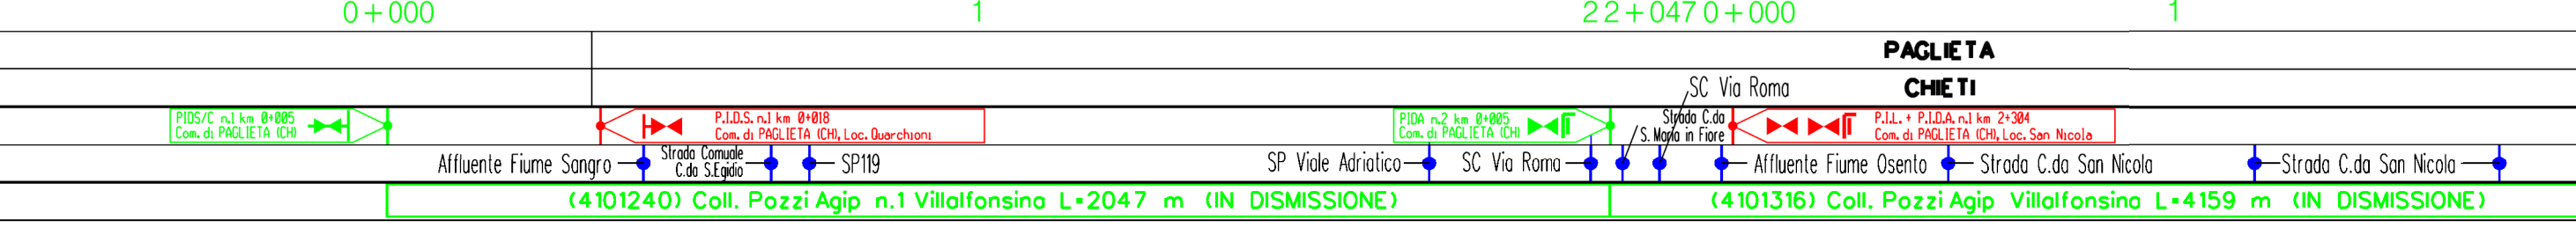 0+000 1 2 2+047 0+000 1
PAGLIETA
CHIETI
SC Via Roma
PIDS/C n.1 km 0+005
Com. di PAGLIETA (CH)
P.I.D.S. n.1 km 0+018
Com. di PAGLIETA (CH), Loc. Quarchioni
PIDA n.2 km 0+005
Com. di PAGLIETA (CH)
Strada C.da
S. Maria in Fiore
P.I.L. + P.I.D.A. n.1 km 2+304
Com. di PAGLIETA (CH), Loc. San Nicola
Affluente Fiume Sangro
Strada Comuale
C.da S.Egidio
SP119
SP Viale Adriatico
SC Via Roma
Affluente Fiume Osento
Strada C.da San Nicola
Strada C.da San Nicola
(4101240) Coll. Pozzi Agip n.1 Villalfonsina L=2047 m (IN DISMISSIONE)
(4101316) Coll. Pozzi Agip Villalfonsina L=4159 m (IN DISMISSIONE)